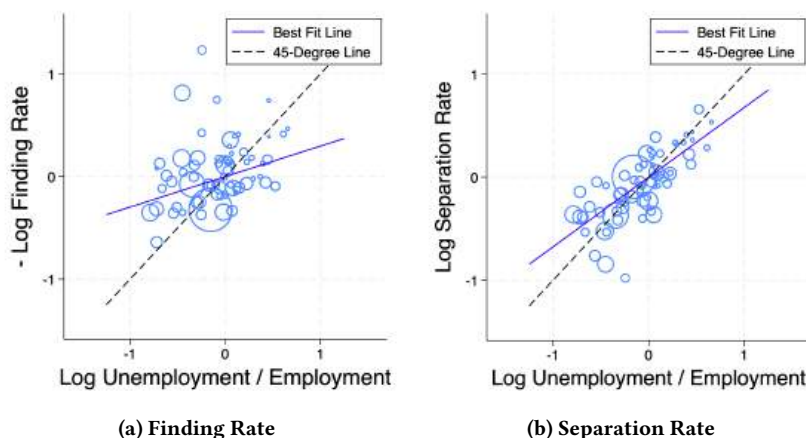 Best Fit Line
45-Degree Line
- Log Finding Rate
1
0
-1
-1
0
1
Log Unemployment / Employment
(a) Finding Rate
Best Fit Line
45-Degree Line
Log Separation Rate
1
0
-1
-1
0
1
Log Unemployment / Employment
(b) Separation Rate